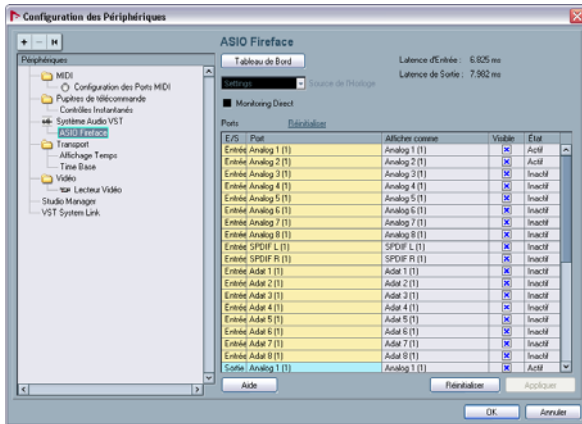 Configuration des Périphériques
Périphériques
MIDI
Configuration des Ports MIDI
Pupitres de télécommande
Contrôles Instantanés
Système Audio VST
ASIO Fireface
Transport
Affichage Temps
Time Base
Vidéo
Lecteur Vidéo
Studio Manager
VST System Link
ASIO Fireface
Tableau de Bord
Latence d'Entrée : 6.825 ms
Latence de Sortie : 7.982 ms
Settings Source de l'Horloge
Monitoring Direct
Ports Réinitialiser
E/S Port Afficher comme Visible État
Entrée Analog 1 (1) Analog 1 (1) Actif
Entrée Analog 2 (1) Analog 2 (1) Actif
Entrée Analog 3 (1) Analog 3 (1) Inactif
Entrée Analog 4 (1) Analog 4 (1) Inactif
Entrée Analog 5 (1) Analog 5 (1) Inactif
Entrée Analog 6 (1) Analog 6 (1) Inactif
Entrée Analog 7 (1) Analog 7 (1) Inactif
Entrée Analog 8 (1) Analog 8 (1) Inactif
Entrée SPDIF L (1) SPDIF L (1) Inactif
Entrée SPDIF R (1) SPDIF R (1) Inactif
Entrée Adat 1 (1) Adat 1 (1) Inactif
Entrée Adat 2 (1) Adat 2 (1) Inactif
Entrée Adat 3 (1) Adat 3 (1) Inactif
Entrée Adat 4 (1) Adat 4 (1) Inactif
Entrée Adat 5 (1) Adat 5 (1) Inactif
Entrée Adat 6 (1) Adat 6 (1) Inactif
Entrée Adat 7 (1) Adat 7 (1) Inactif
Entrée Adat 8 (1) Adat 8 (1) Inactif
Sortie Analog 1 (1) Analog 1 (1) Actif
Aide Réinitialiser Appliquer
OK Annuler